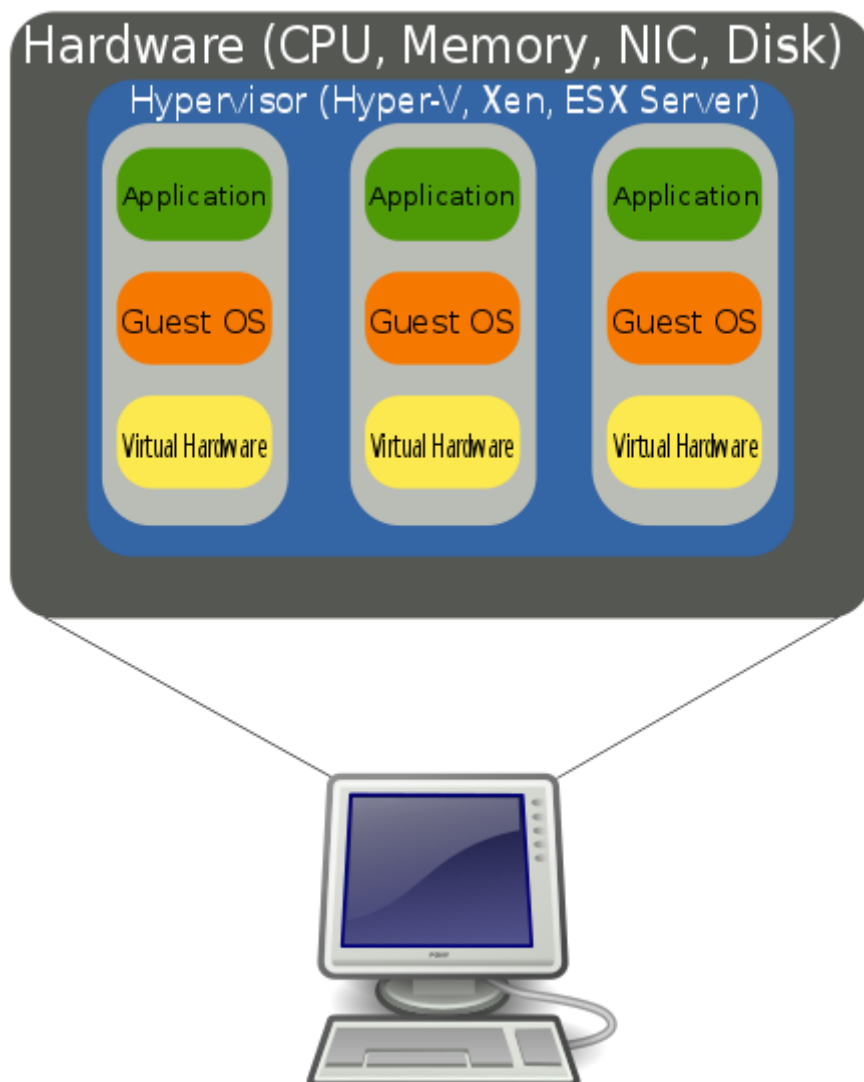 Hardware (CPU, Memory, NIC, Disk)
Hypervisor (Hyper-V, Xen, ESX Server)
Application
Application
Application
Guest OS
Guest OS
Guest OS
Virtual Hardware
Virtual Hardware
Virtual Hardware